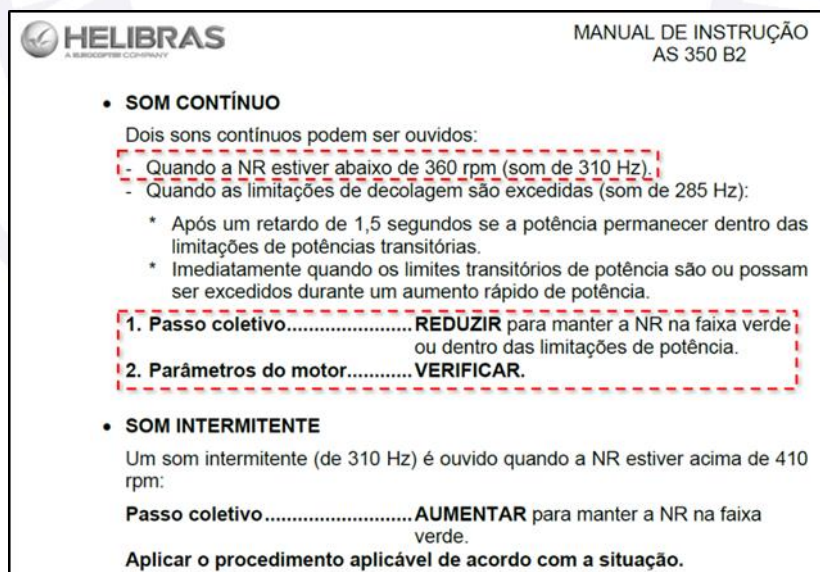 HELIBRAS
A EUROCOPTER COMPANY
MANUAL DE INSTRUÇÃO
AS 350 B2
• SOM CONTÍNUO
Dois sons contínuos podem ser ouvidos:
- Quando a NR estiver abaixo de 360 rpm (som de 310 Hz).
- Quando as limitações de decolagem são excedidas (som de 285 Hz):
* Após um retardo de 1,5 segundos se a potência permanecer dentro das
limitações de potências transitórias.
* Imediatamente quando os limites transitórios de potência são ou possam
ser excedidos durante um aumento rápido de potência.
1. Passo coletivo.......................REDUZIR para manter a NR na faixa verde
ou dentro das limitações de potência.
2. Parâmetros do motor............VERIFICAR.
• SOM INTERMITENTE
Um som intermitente (de 310 Hz) é ouvido quando a NR estiver acima de 410
rpm:
Passo coletivo...........................AUMENTAR para manter a NR na faixa
verde.
Aplicar o procedimento aplicável de acordo com a situação.